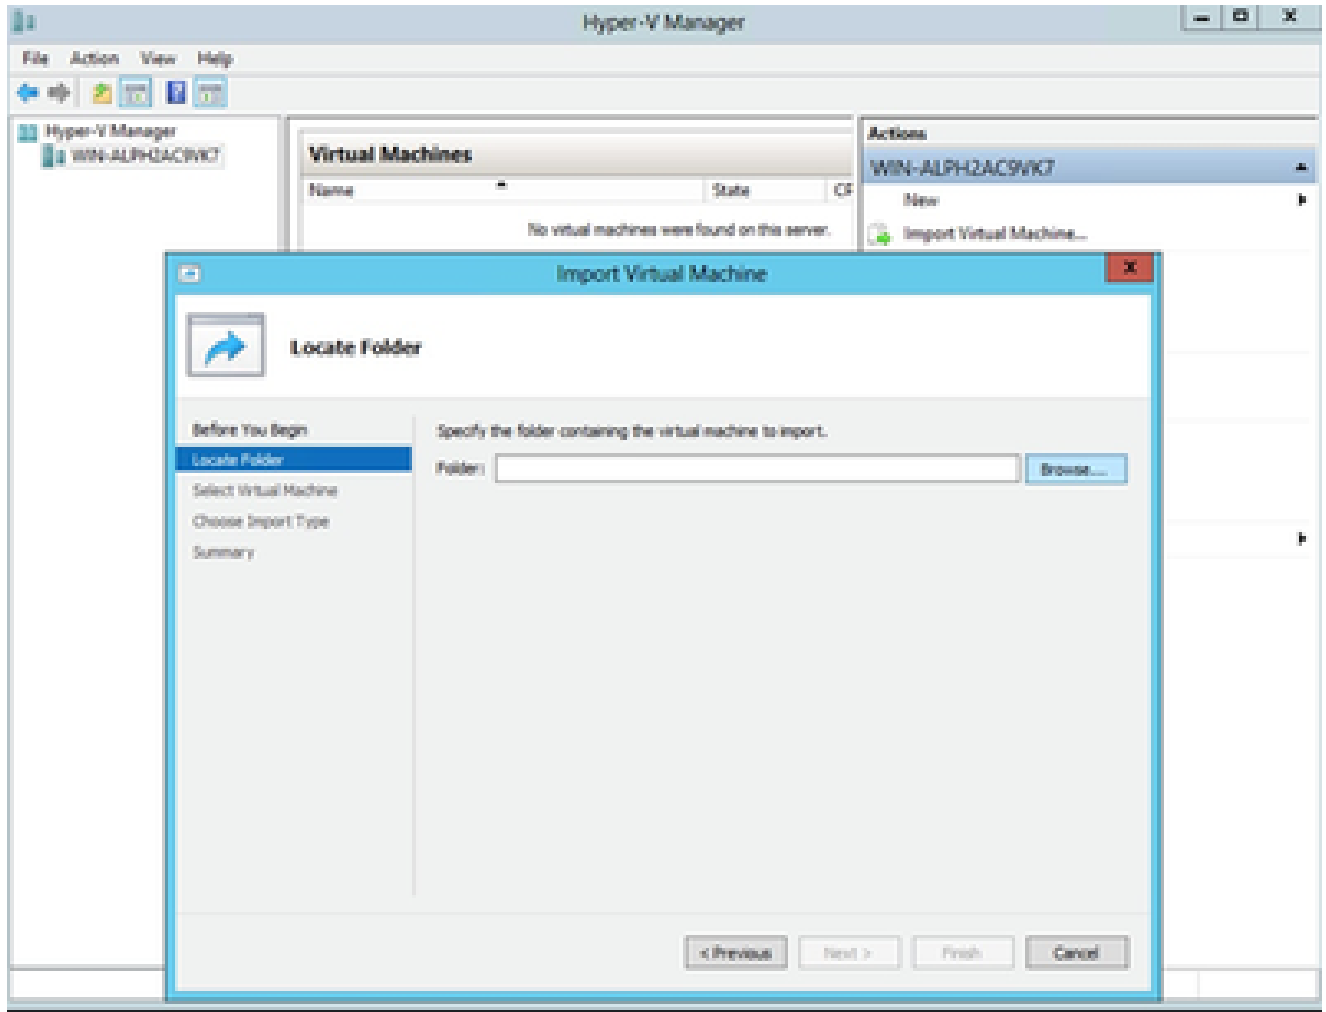 Hyper-V Manager
File Action View Help
Hyper-V Manager
WIN-ALPH2AC9VK7
Virtual Machines
Name State CP
No virtual machines were found on this server.
Actions
WIN-ALPH2AC9VK7
New
Import Virtual Machine...
Import Virtual Machine
Locate Folder
Before You Begin
Locate Folder
Select Virtual Machine
Choose Import Type
Summary
Specify the folder containing the virtual machine to import.
Folder: Browse...
< Previous Next > Finish Cancel